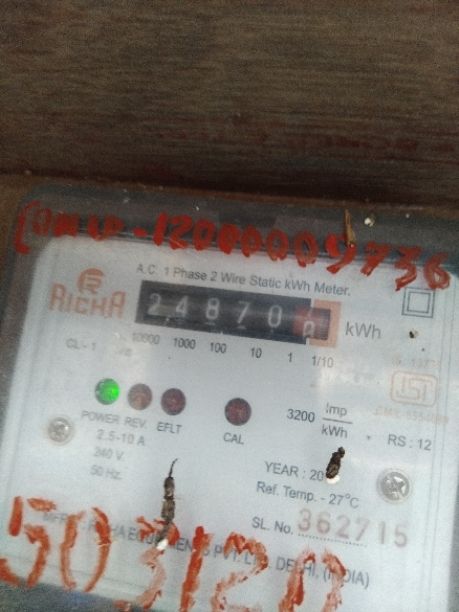 A.C. 1 Phase 2 Wire Static kWh Meter.
RICHA
24870 kWh
CL - 1 10000 1000 100 10 1 1/10
POWER REV. EFLT CAL
3200 Imp/kWh
RS : 12
2.5-10 A
240 V.
50 Hz.
YEAR : 20
Ref. Temp. - 27°C
SL. No. 362715
503120
DELHI, (INDIA)